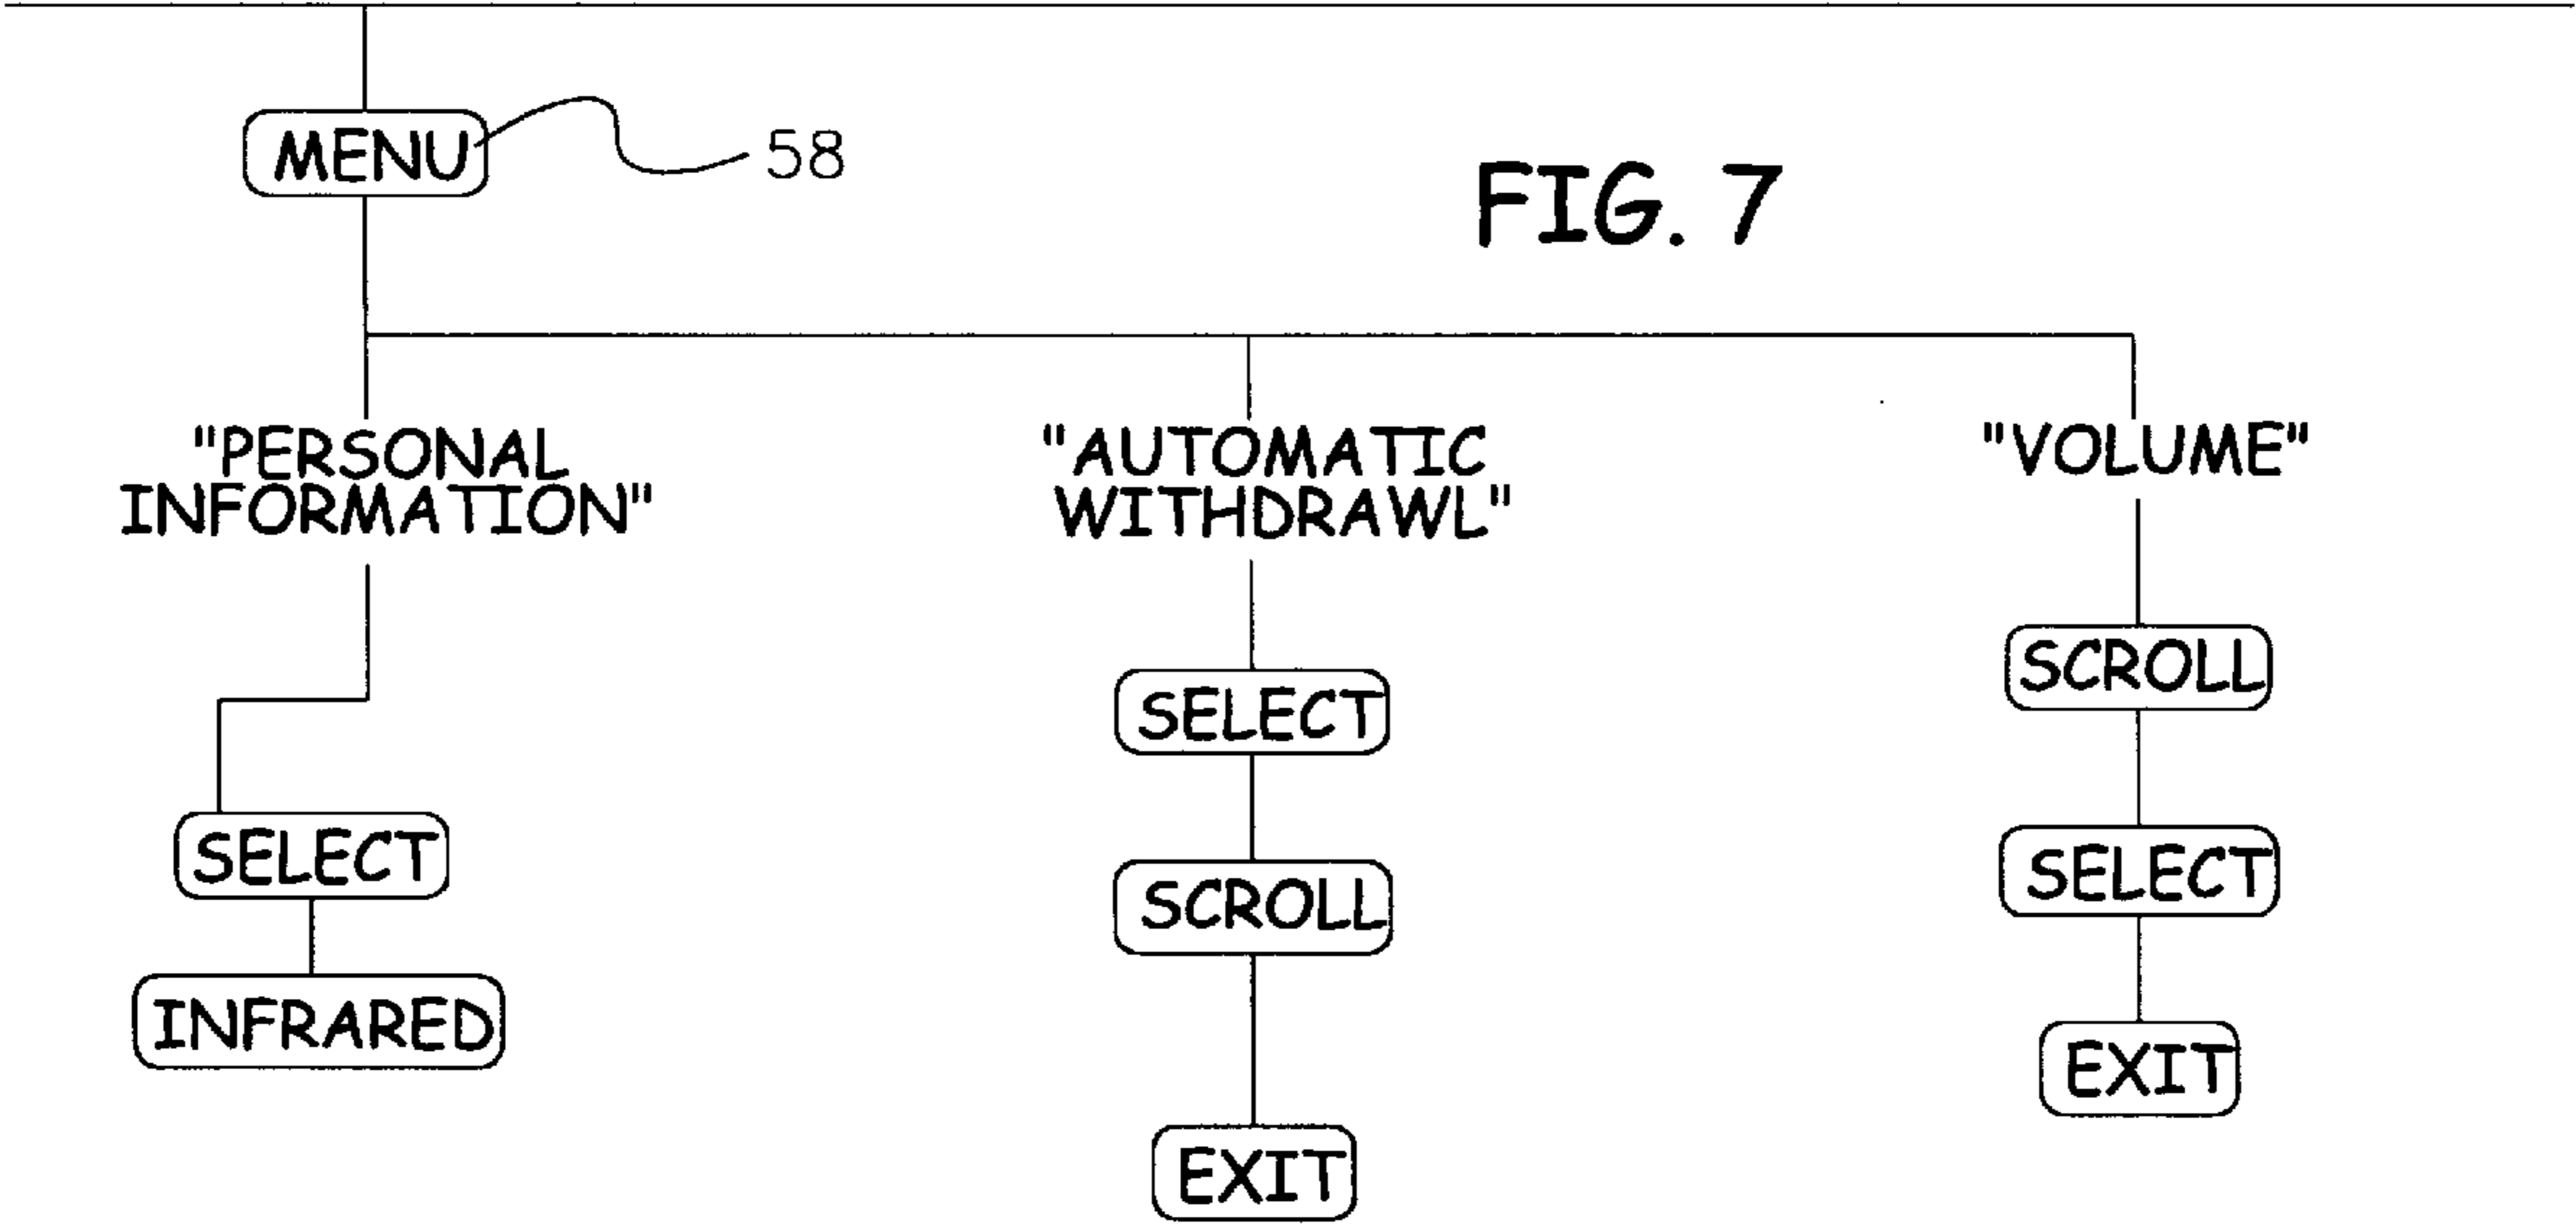 MENU
58
FIG. 7
"PERSONAL
INFORMATION"
SELECT
INFRARED
"AUTOMATIC
WITHDRAWL"
SELECT
SCROLL
EXIT
"VOLUME"
SCROLL
SELECT
EXIT